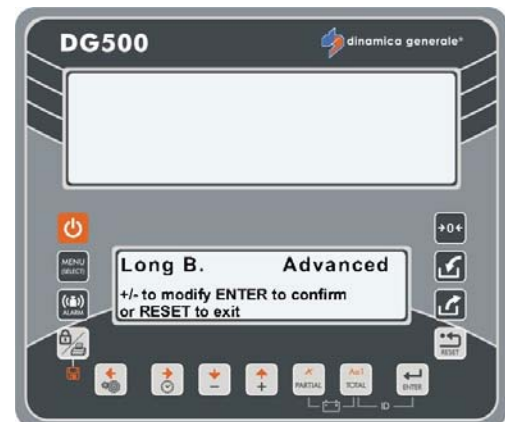 DG500 dinamica generale®
→0←
MENU
(SELECT)
Long B. Advanced
+/- to modify ENTER to confirm
or RESET to exit
ALARM
RESET
- + PARTIAL TOTAL ENTER
ID